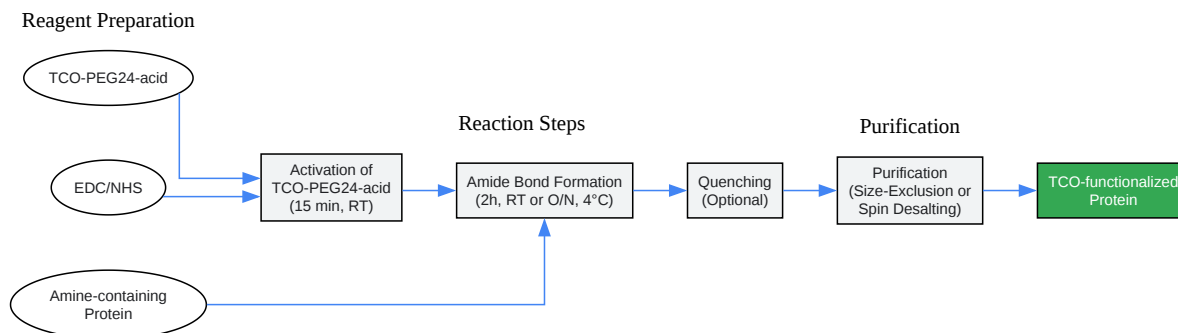 Reagent Preparation
TCO-PEG24-acid
EDC/NHS
Amine-containing
Protein
Reaction Steps
Activation of
TCO-PEG24-acid
(15 min, RT)
Amide Bond Formation
(2h, RT or O/N, 4°C)
Quenching
(Optional)
Purification
Purification
(Size-Exclusion or
Spin Desalting)
TCO-functionalized
Protein